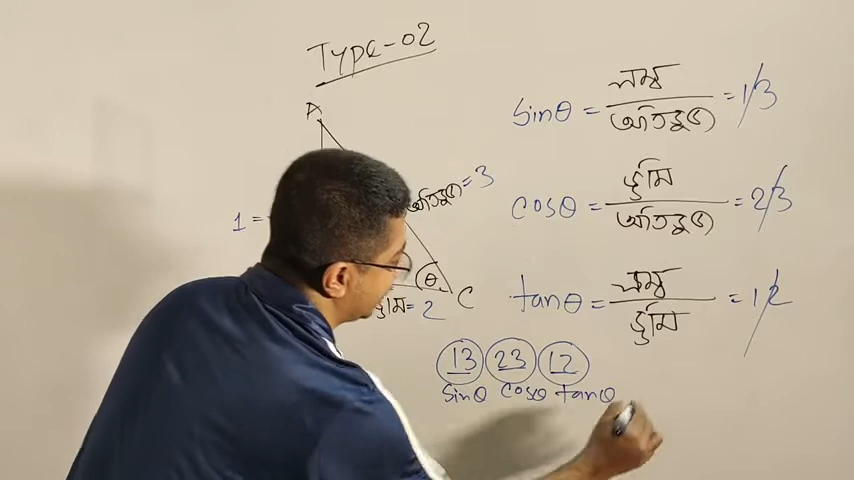 Type-02
A
sinθ = লম্ব / অতিভুজ = 1/3
অতিভুজ = 3
cosθ = ভুমি / অতিভুজ = 2/3
1 =
θ
C
ভুমি = 2
tanθ = লম্ব / ভুমি = 1/2
13 23 12
sinθ cosθ tanθ